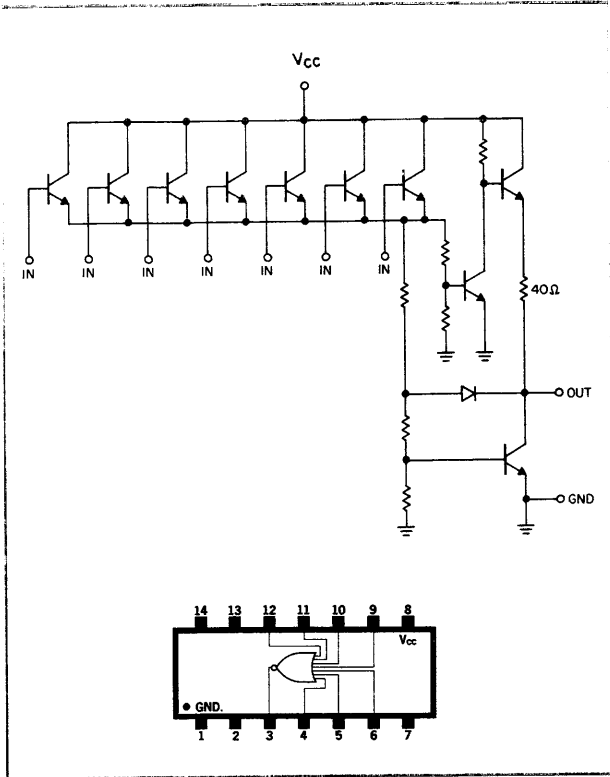 VCC
IN
IN
IN
IN
IN
IN
IN
40Ω
OUT
GND
14 13 12 11 10 9 8
Vcc
GND.
1 2 3 4 5 6 7